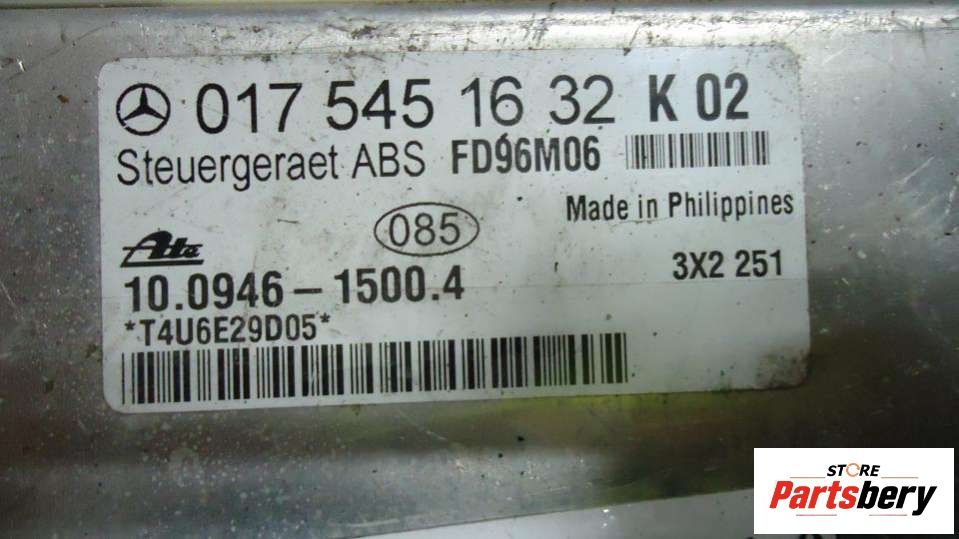 017 545 16 32 K 02
Steuergeraet ABS FD96M06
085
Made in Philippines
Ate
10.0946-1500.4
3X2 251
*T4U6E29D05*
STORE
Partsbery